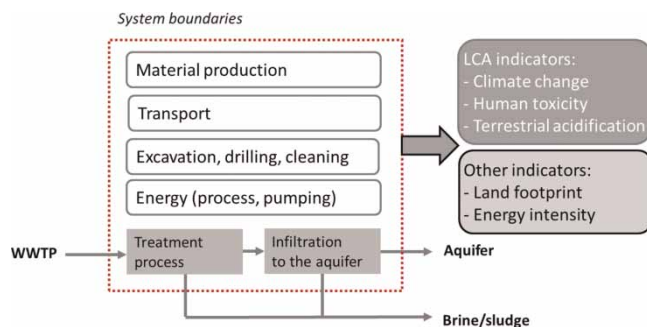 System boundaries
Material production
Transport
Excavation, drilling, cleaning
Energy (process, pumping)
LCA indicators:
- Climate change
- Human toxicity
- Terrestrial acidification
Other indicators:
- Land footprint
- Energy intensity
WWTP
Treatment
process
Infiltration
to the aquifer
Aquifer
Brine/sludge